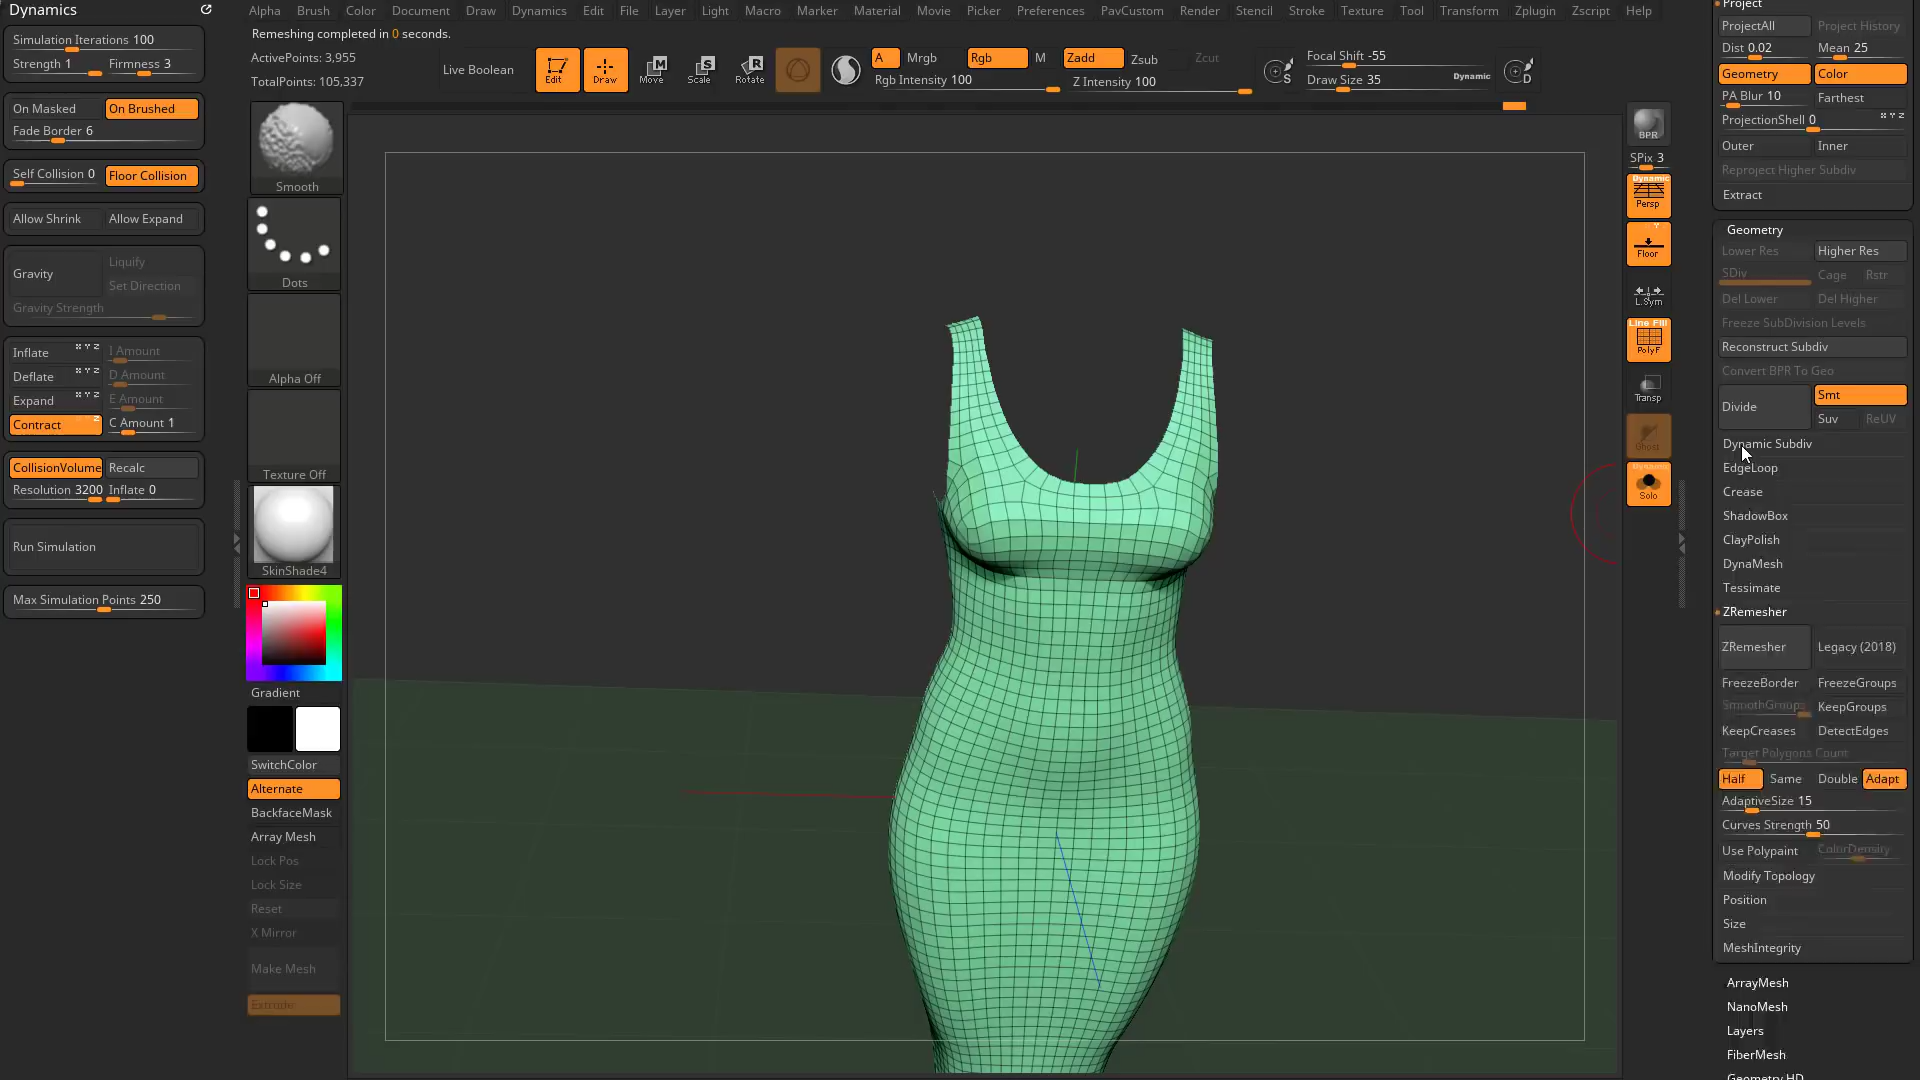 Dynamics
Simulation Iterations 100
Strength 1 Firmness 3
On Masked On Brushed
Fade Border 6
Self Collision 0 Floor Collision
Allow Shrink Allow Expand
Gravity Liquify
Set Direction
Gravity Strength
Inflate X Y Z I Amount
Deflate X Y Z D Amount
Expand X Y Z E Amount
Contract Z C Amount 1
CollisionVolume Recalc
Resolution 3200 Inflate 0
Run Simulation
Max Simulation Points 250
Alpha Brush Color Document Draw Dynamics Edit File Layer Light Macro Marker Material Movie Picker Preferences PavCustom Render Stencil Stroke Texture Tool Transform Zplugin Zscript Help
Remeshing completed in 0 seconds.
ActivePoints: 3,955
TotalPoints: 105,337
Live Boolean
Edit Draw Move Scale Rotate
M S R
A Mrgb Rgb M Zadd Zsub Zcut
Rgb Intensity 100 Z Intensity 100
S Focal Shift -55
Draw Size 35 Dynamic D
Smooth
Dots
Alpha Off
Texture Off
SkinShade4
Gradient
SwitchColor
Alternate
BackfaceMask
Array Mesh
Lock Pos
Lock Size
Reset
X Mirror
Make Mesh
Extrude
BPR
SPix 3
Dynamic
Persp
Floor
L.Sym
Line Fill
PolyF
Transp
Ghost
Dynamic
Solo
Project
ProjectAll Project History
Dist 0.02 Mean 25
Geometry Color
PA Blur 10 Farthest
ProjectionShell 0 X Y Z
Outer Inner
Reproject Higher Subdiv
Extract
Geometry
Lower Res Higher Res
SDiv Cage Rstr
Del Lower Del Higher
Freeze SubDivision Levels
Reconstruct Subdiv
Convert BPR To Geo
Divide Smt
Suv ReUV
Dynamic Subdiv
EdgeLoop
Crease
ShadowBox
ClayPolish
DynaMesh
Tessimate
ZRemesher
ZRemesher Legacy (2018)
FreezeBorder FreezeGroups
SmoothGroups KeepGroups
KeepCreases DetectEdges
Target Polygons Count
Half Same Double Adapt
AdaptiveSize 15
Curves Strength 50
Use Polypaint ColorDensity
Modify Topology
Position
Size
MeshIntegrity
ArrayMesh
NanoMesh
Layers
FiberMesh
Geometry HD